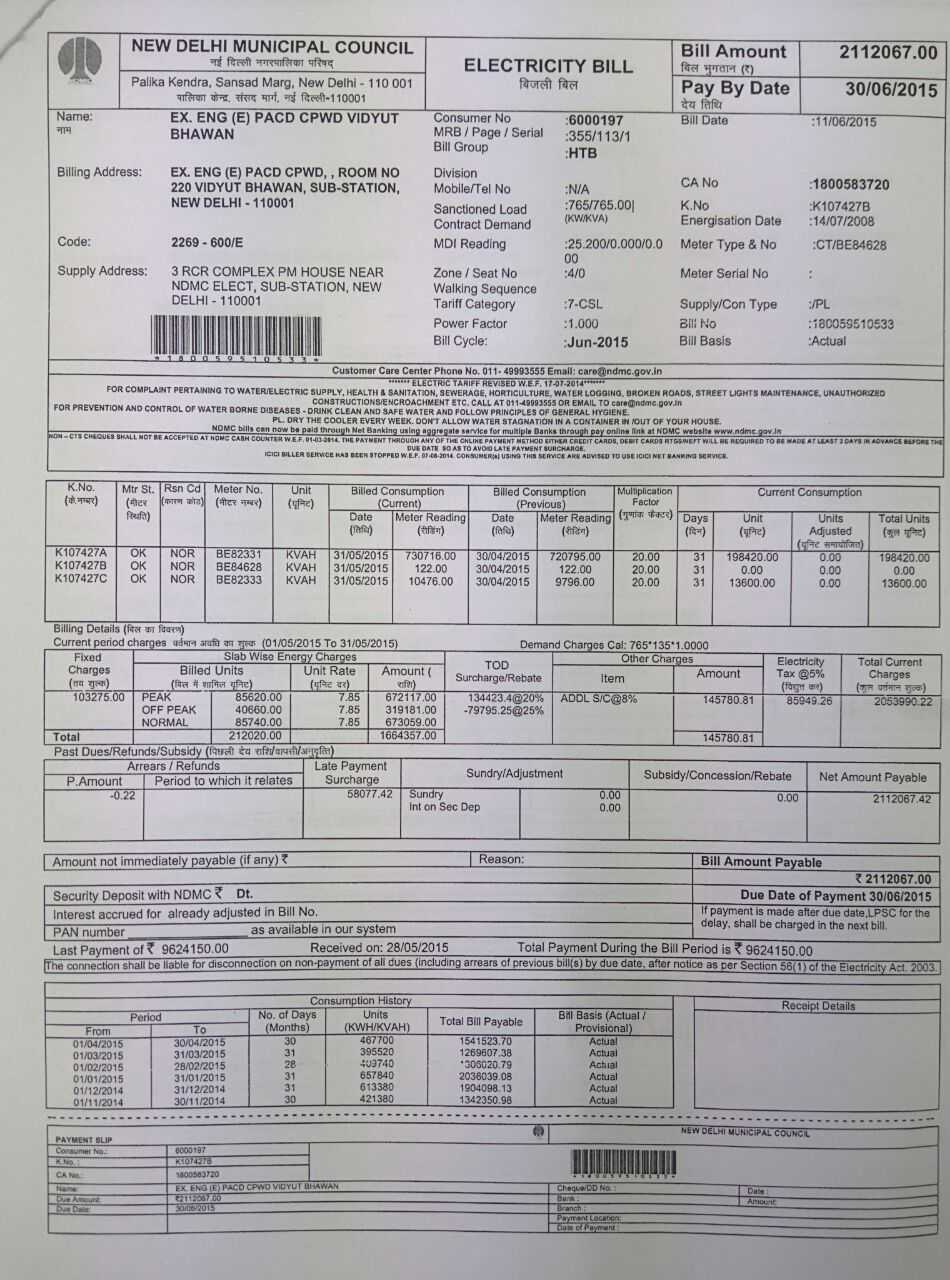 NEW DELHI MUNICIPAL COUNCIL
नई दिल्ली नगरपालिका परिषद्
Palika Kendra, Sansad Marg, New Delhi - 110 001
पालिका केन्द्र, संसद मार्ग, नई दिल्ली-110001
ELECTRICITY BILL
बिजली बिल
Bill Amount 2112067.00
बिल भुगतान (₹)
Pay By Date 30/06/2015
देय तिथि
Name: EX. ENG (E) PACD CPWD VIDYUT
नाम BHAWAN
Billing Address: EX. ENG (E) PACD CPWD, , ROOM NO
220 VIDYUT BHAWAN, SUB-STATION,
NEW DELHI - 110001
Code: 2269 - 600/E
Supply Address: 3 RCR COMPLEX PM HOUSE NEAR
NDMC ELECT, SUB-STATION, NEW
DELHI - 110001
*18005951 0533*
Consumer No :6000197
MRB / Page / Serial :355/113/1
Bill Group :HTB
Division
Mobile/Tel No :N/A
Sanctioned Load :765/765.00|
Contract Demand (KW/KVA)
MDI Reading :25.200/0.000/0.0
00
Zone / Seat No :4/0
Walking Sequence
Tariff Category :7-CSL
Power Factor :1.000
Bill Cycle: :Jun-2015
Bill Date :11/06/2015
CA No :1800583720
K.No :K107427B
Energisation Date :14/07/2008
Meter Type & No :CT/BE84628
Meter Serial No :
Supply/Con Type :/PL
Bill No :180059510533
Bill Basis :Actual
Customer Care Center Phone No. 011- 49993555 Email: care@ndmc.gov.in
******* ELECTRIC TARIFF REVISED W.E.F. 17-07-2014*******
FOR COMPLAINT PERTAINING TO WATER/ELECTRIC SUPPLY, HEALTH & SANITATION, SEWERAGE, HORTICULTURE, WATER LOGGING, BROKEN ROADS, STREET LIGHTS MAINTENANCE, UNAUTHORIZED
CONSTRUCTIONS/ENCROACHMENT ETC. CALL AT 011-49993555 OR EMAIL TO care@ndmc.gov.in
FOR PREVENTION AND CONTROL OF WATER BORNE DISEASES - DRINK CLEAN AND SAFE WATER AND FOLLOW PRINCIPLES OF GENERAL HYGIENE.
PL. DRY THE COOLER EVERY WEEK. DON'T ALLOW WATER STAGNATION IN A CONTAINER IN /OUT OF YOUR HOUSE.
NDMC bills can now be paid through Net Banking using aggregate service for multiple Banks through pay online link at NDMC website www.ndmc.gov.in
NON – CTS CHEQUES SHALL NOT BE ACCEPTED AT NDMC CASH COUNTER W.E.F. 01-03-2014. THE PAYMENT THROUGH ANY OF THE ONLINE PAYMENT METHOD EITHER CREDIT CARDS, DEBIT CARDS RTGS/NEFT WILL BE REQUIRED TO BE MADE AT LEAST 3 DAYS IN ADVANCE BEFORE THE
DUE DATE SO AS TO AVOID LATE PAYMENT SURCHARGE.
ICICI BILLER SERVICE HAS BEEN STOPPED W.E.F. 07-08-2014. CONSUMER(s) USING THIS SERVICE ARE ADVISED TO USE ICICI NET BANKING SERVICE.
K.No. Mtr St. Rsn Cd Meter No. Unit Billed Consumption Billed Consumption Multiplication Current Consumption
(के.नम्बर) (मीटर स्थिति) (कारण कोड) (मीटर नम्बर) (यूनिट) (Current) (Previous) Factor
Date Meter Reading Date Meter Reading (गुणांक फैक्टर) Days Unit Units Adjusted Total Units
(तिथि) (रीडिंग) (तिथि) (रीडिंग) (दिन) (यूनिट) (यूनिट समायोजित) (कुल यूनिट)
K107427A OK NOR BE82331 KVAH 31/05/2015 730716.00 30/04/2015 720795.00 20.00 31 198420.00 0.00 198420.00
K107427B OK NOR BE84628 KVAH 31/05/2015 122.00 30/04/2015 122.00 20.00 31 0.00 0.00 0.00
K107427C OK NOR BE82333 KVAH 31/05/2015 10476.00 30/04/2015 9796.00 20.00 31 13600.00 0.00 13600.00
Billing Details (बिल का विवरण)
Current period charges वर्तमान अवधि का शुल्क (01/05/2015 To 31/05/2015) Demand Charges Cal: 765*135*1.0000
Fixed Charges Slab Wise Energy Charges TOD Surcharge/Rebate Other Charges Electricity Tax @5% Total Current Charges
(तय शुल्क) Billed Units Unit Rate Amount ( Item Amount (विद्युत कर) (कुल वर्तमान शुल्क)
(बिल में शामिल यूनिट) (यूनिट दर) राशि)
103275.00 PEAK 85620.00 7.85 672117.00 134423.4@20% ADDL S/C@8% 145780.81 85949.26 2053990.22
OFF PEAK 40660.00 7.85 319181.00 -79795.25@25%
NORMAL 85740.00 7.85 673059.00
Total 212020.00 1664357.00 145780.81
Past Dues/Refunds/Subsidy (पिछली देय राशि/वापसी/अनुवृत्ति)
Arrears / Refunds Late Payment Surcharge Sundry/Adjustment Subsidy/Concession/Rebate Net Amount Payable
P.Amount Period to which it relates
-0.22 58077.42 Sundry 0.00 0.00 2112067.42
Int on Sec Dep 0.00
Amount not immediately payable (if any) ₹ Reason: Bill Amount Payable
₹ 2112067.00
Security Deposit with NDMC ₹ Dt. Due Date of Payment 30/06/2015
Interest accrued for already adjusted in Bill No. If payment is made after due date,LPSC for the
PAN number ____________ as available in our system delay, shall be charged in the next bill.
Last Payment of ₹ 9624150.00 Received on: 28/05/2015 Total Payment During the Bill Period is ₹ 9624150.00
The connection shall be liable for disconnection on non-payment of all dues (including arrears of previous bill(s) by due date, after notice as per Section 56(1) of the Electricity Act. 2003.
Consumption History Receipt Details
Period No. of Days Units Total Bill Payable Bill Basis (Actual /
From To (Months) (KWH/KVAH) Provisional)
01/04/2015 30/04/2015 30 467700 1541523.70 Actual
01/03/2015 31/03/2015 31 395520 1269607.38 Actual
01/02/2015 28/02/2015 28 Actual
01/01/2015 31/01/2015 31 657840 2036039.08 Actual
01/12/2014 31/12/2014 31 613380 1904098.13 Actual
01/11/2014 30/11/2014 30 421380 1342350.98 Actual
PAYMENT SLIP NEW DELHI MUNICIPAL COUNCIL
Consumer No.: 6000197
K.No. : K107427B
CA No.: 1800583720
*180059510533*
Name: EX. ENG (E) PACD CPWD VIDYUT BHAWAN
Due Amount: ₹2112067.00
Due Date: 30/06/2015
Cheque/DD No. : Date :
Bank : Amount:
Branch :
Payment Location:
Date of Payment :